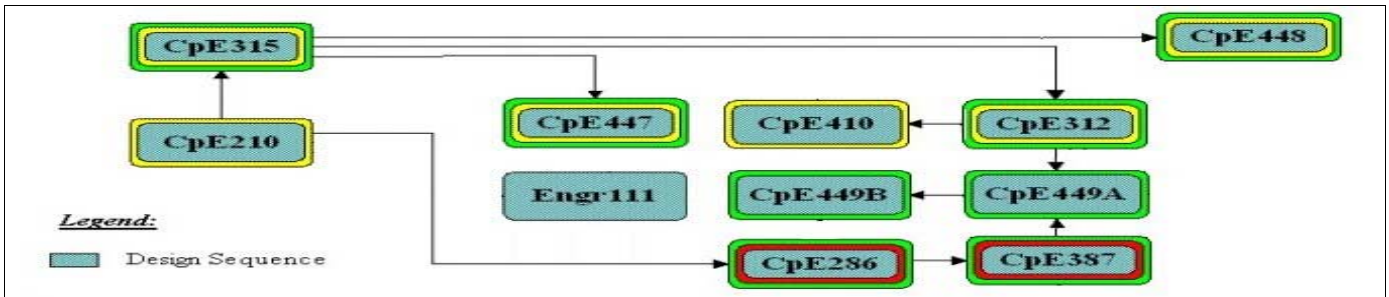 CpE315
CpE448
CpE447
CpE410
CpE312
CpE210
Engr111
CpE449B
CpE449A
Legend:
Design Sequence
CpE286
CpE387